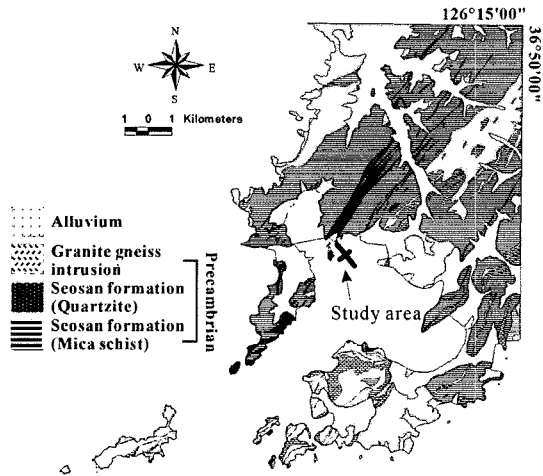 126°15'00"
36°50'00"
N
W E
S
1 0 1 Kilometers
Alluvium
Granite gneiss
intrusion
Seosan formation
(Quartzite)
Seosan formation
(Mica schist)
Precambrian
Study area